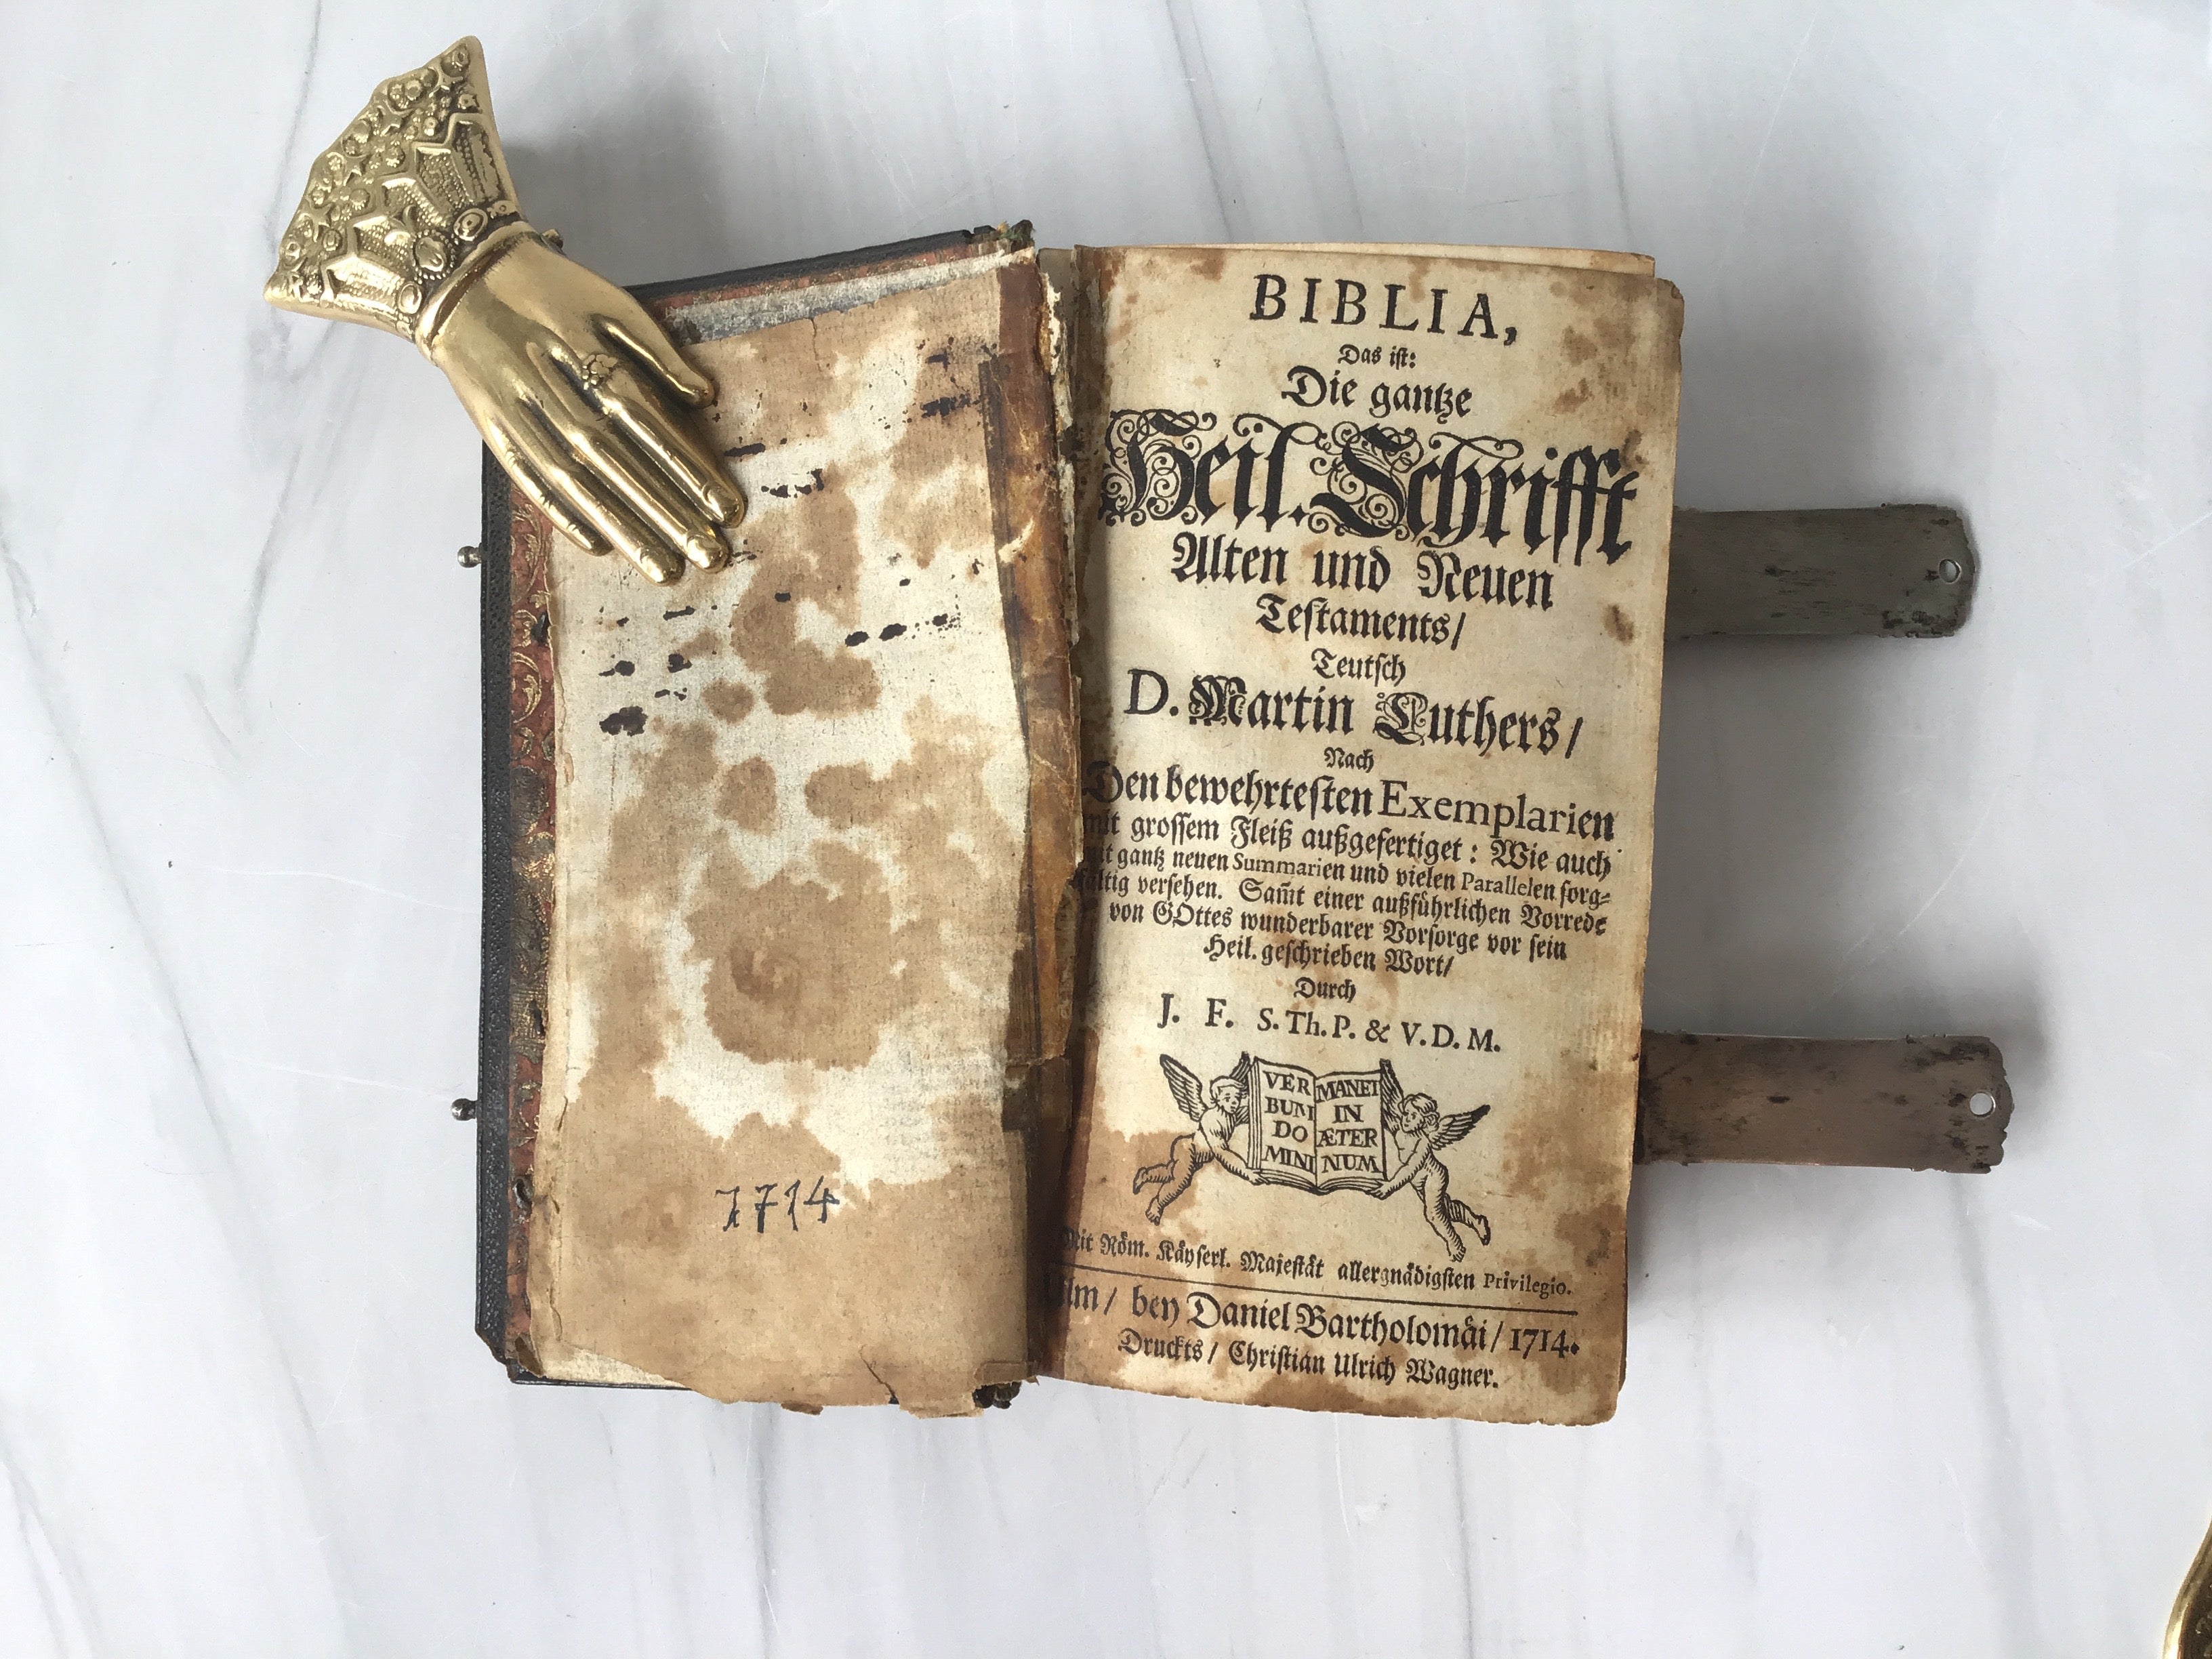 1714
BIBLIA,
Das ist:
Die gantze
Heil. Schrifft
Alten und Neuen
Testaments/
Teutsch
D. Martin Luthers/
Nach
Den bewehrtesten Exemplarien
mit grossem Fleiß außgefertiget: Wie auch
mit gantz neuen Summarien und vielen Parallelen sorg=
fältig versehen. Sam̃t einer außführlichen Vorrede
von GOttes wunderbarer Vorsorge vor sein
Heil. geschrieben Wort/
Durch
J. F. S. Th. P. & V. D. M.
VER
BUM
DO
MINI
MANET
IN
ÆTER
NUM
Mit Röm. Käyserl. Majestät allergnädigsten Privilegio.
Ulm/ bey Daniel Bartholomäi/ 1714.
Druckts/ Christian Ulrich Wagner.